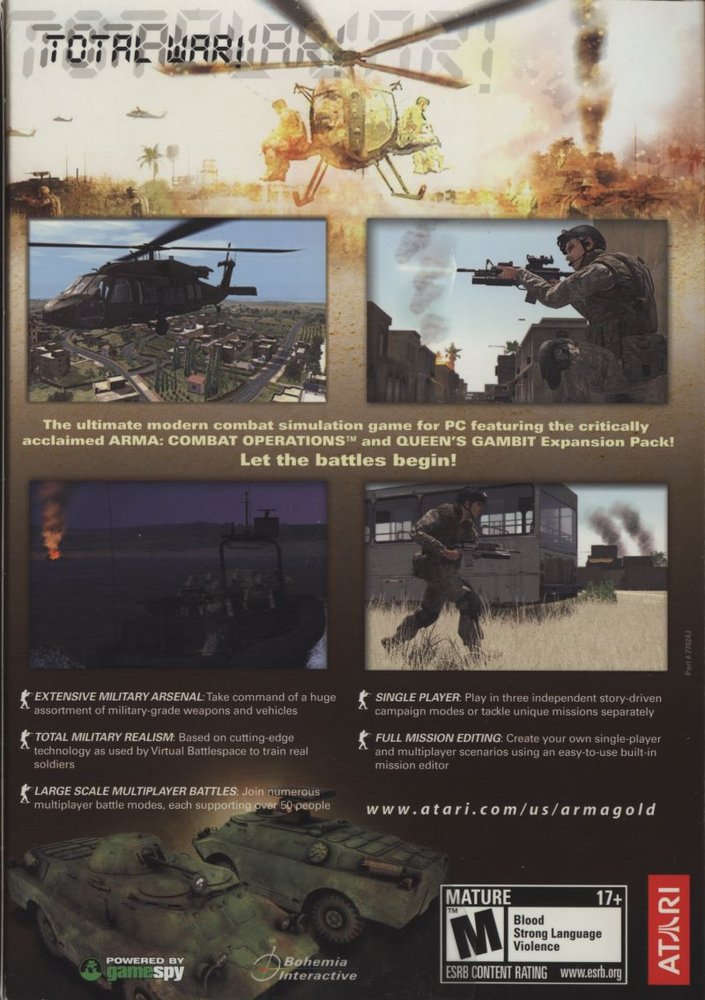 TOTAL WAR!
The ultimate modern combat simulation game for PC featuring the critically
acclaimed ARMA: COMBAT OPERATIONS™ and QUEEN'S GAMBIT Expansion Pack!
Let the battles begin!
EXTENSIVE MILITARY ARSENAL: Take command of a huge
assortment of military-grade weapons and vehicles
TOTAL MILITARY REALISM: Based on cutting-edge
technology as used by Virtual Battlespace to train real
soldiers
LARGE SCALE MULTIPLAYER BATTLES: Join numerous
multiplayer battle modes, each supporting over 50 people
SINGLE PLAYER: Play in three independent story-driven
campaign modes or tackle unique missions separately
FULL MISSION EDITING: Create your own single-player
and multiplayer scenarios using an easy-to-use built-in
mission editor
www.atari.com/us/armagold
POWERED BY
gamespy
Bohemia
Interactive
MATURE 17+
M™
Blood
Strong Language
Violence
ESRB CONTENT RATING www.esrb.org
ATARI